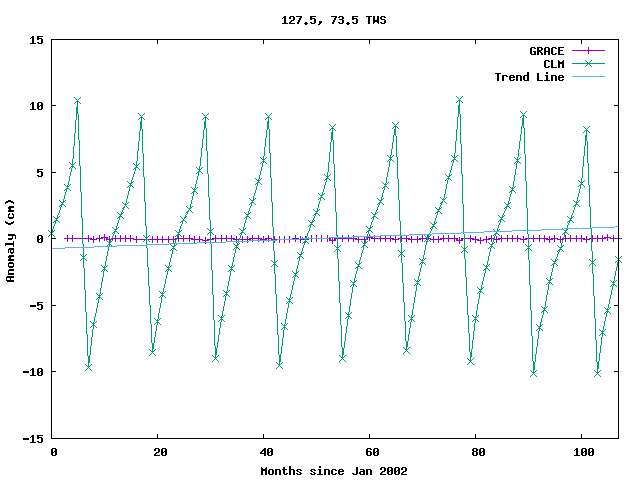 127.5, 73.5 TWS
GRACE
CLM
Trend Line
15
10
5
0
-5
-10
-15
Anomaly (cm)
0 20 40 60 80 100
Months since Jan 2002